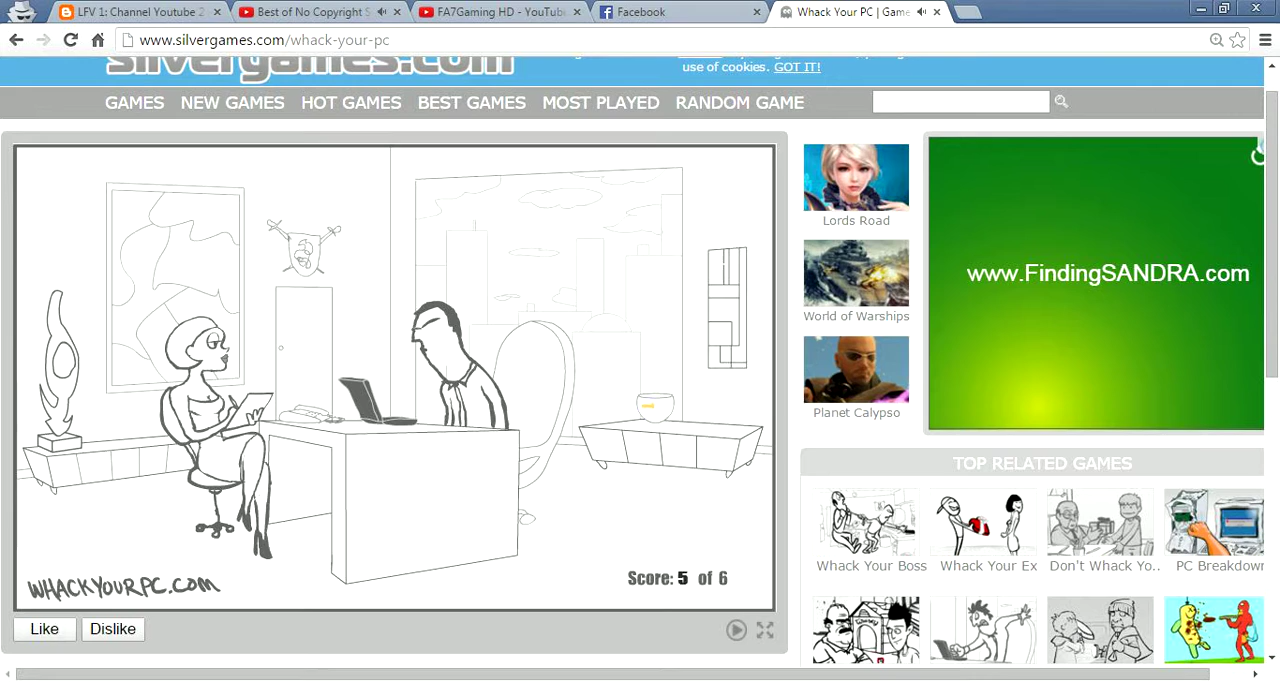 LFV 1: Channel Youtube 2
Best of No Copyright S
FA7Gaming HD - YouTube
Facebook
Whack Your PC | Game
www.silvergames.com/whack-your-pc
silvergames.com
use of cookies. GOT IT!
GAMES NEW GAMES HOT GAMES BEST GAMES MOST PLAYED RANDOM GAME
Lords Road
World of Warships
Planet Calypso
www.FindingSANDRA.com
TOP RELATED GAMES
Whack Your Boss
Whack Your Ex
Don't Whack Yo..
PC Breakdown
WHACKYOURPC.COM
Score: 5 of 6
Like
Dislike